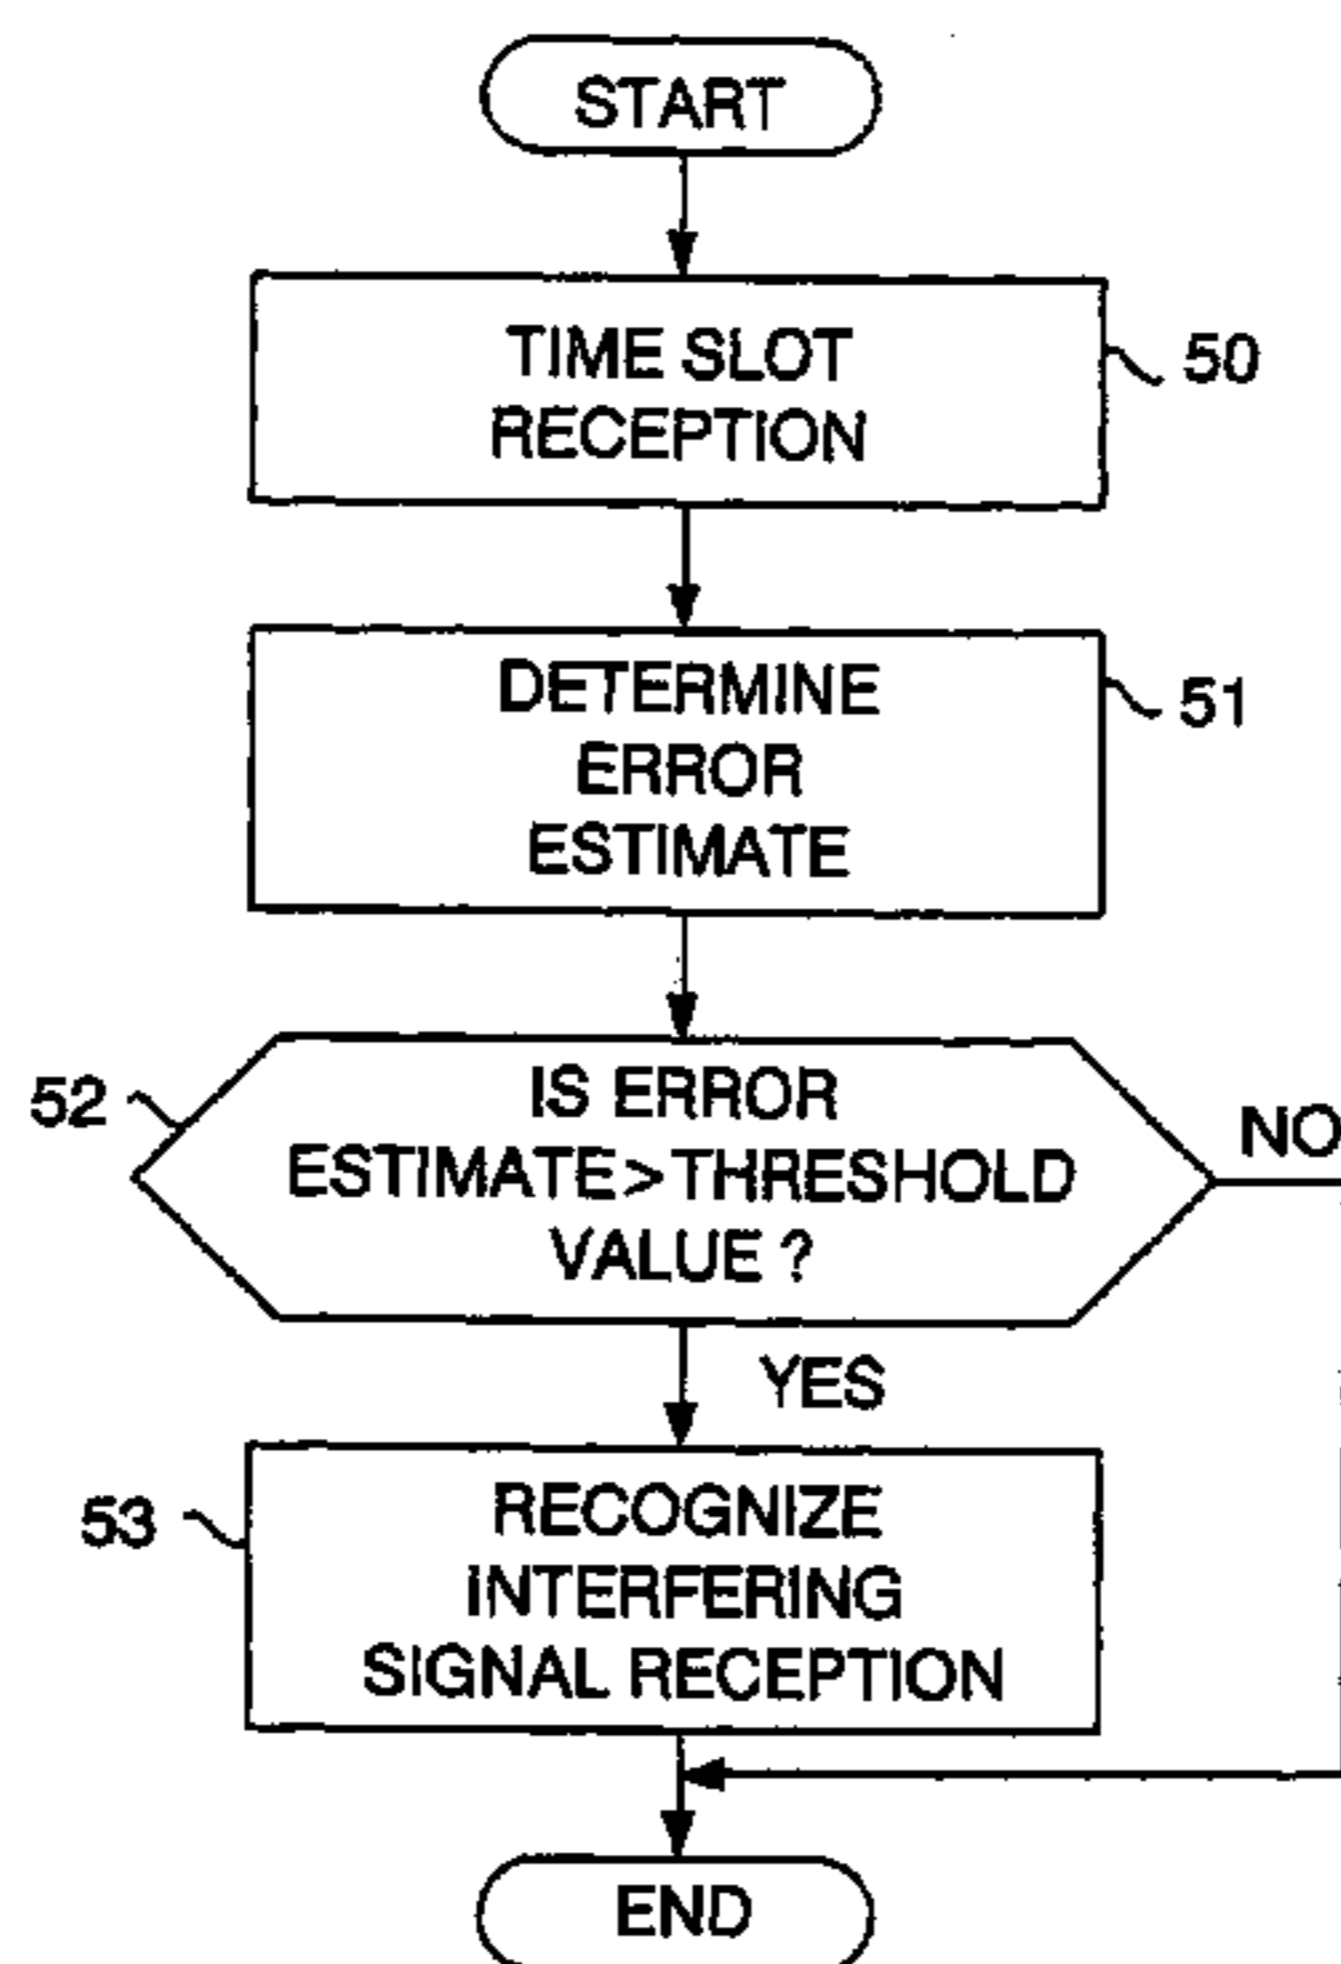 START
TIME SLOT
RECEPTION
50
DETERMINE
ERROR
ESTIMATE
51
52
IS ERROR
ESTIMATE > THRESHOLD
VALUE ?
NO
YES
53
RECOGNIZE
INTERFERING
SIGNAL RECEPTION
END